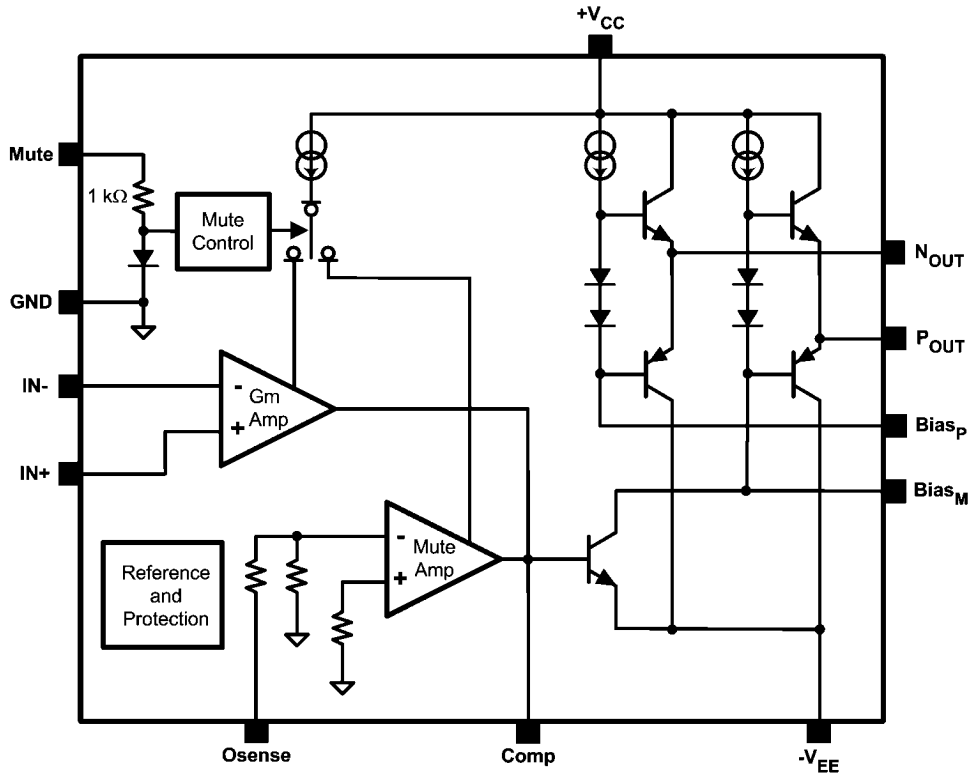 +VCC
Mute
1 kΩ
Mute
Control
GND
NOUT
POUT
IN-
-
Gm
Amp
+
IN+
BiasP
BiasM
-
Mute
Amp
+
Reference
and
Protection
Osense
Comp
-VEE